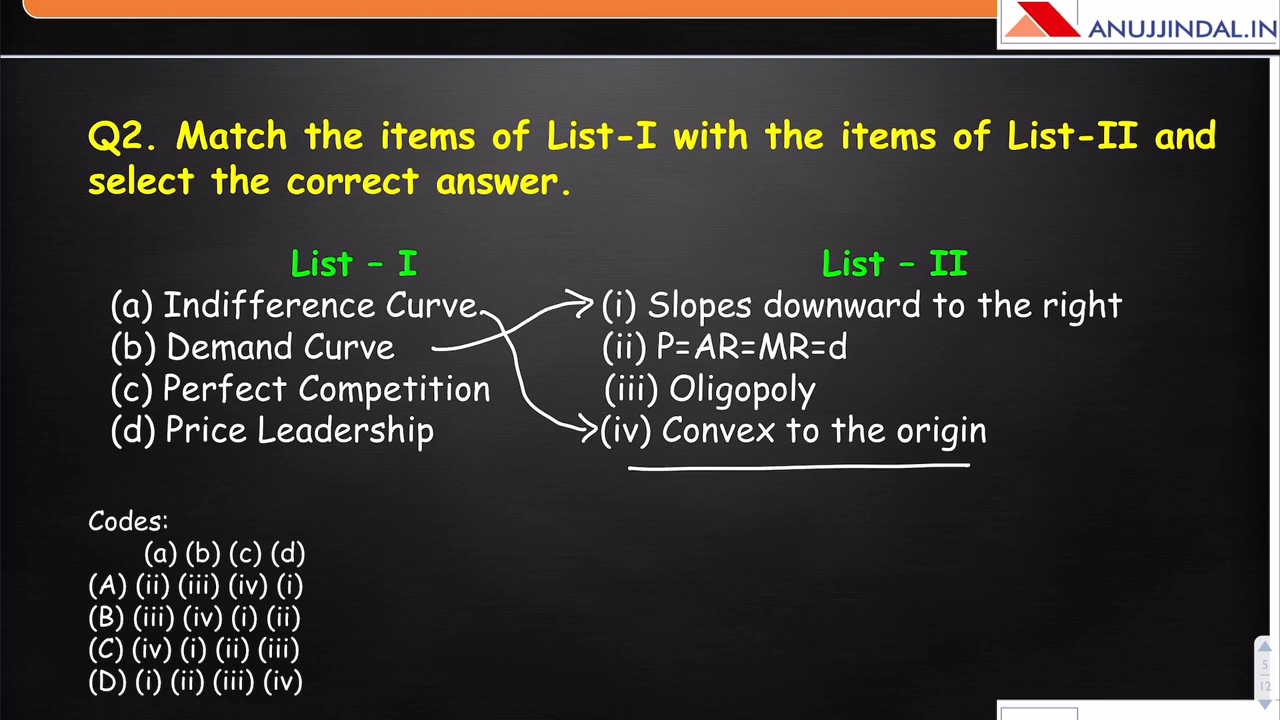 ANUJJINDAL.IN
Q2. Match the items of List-I with the items of List-II and
select the correct answer.
List – I
List – II
(a) Indifference Curve
(i) Slopes downward to the right
(b) Demand Curve
(ii) P=AR=MR=d
(c) Perfect Competition
(iii) Oligopoly
(d) Price Leadership
(iv) Convex to the origin
Codes:
(a) (b) (c) (d)
(A) (ii) (iii) (iv) (i)
(B) (iii) (iv) (i) (ii)
(C) (iv) (i) (ii) (iii)
(D) (i) (ii) (iii) (iv)
5
12